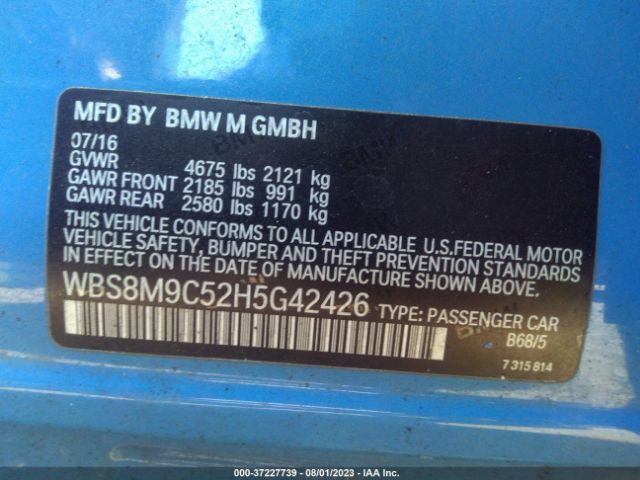 MFD BY BMW M GMBH
07/16
GVWR 4675 lbs 2121 kg
GAWR FRONT 2185 lbs 991 kg
GAWR REAR 2580 lbs 1170 kg
THIS VEHICLE CONFORMS TO ALL APPLICABLE U.S.FEDERAL MOTOR
VEHICLE SAFETY, BUMPER AND THEFT PREVENTION STANDARDS
IN EFFECT ON THE DATE OF MANUFACTURE SHOWN ABOVE.
WBS8M9C52H5G42426 TYPE: PASSENGER CAR
B68/5
7 315 814
000-37227739 - 08/01/2023 - IAA Inc.